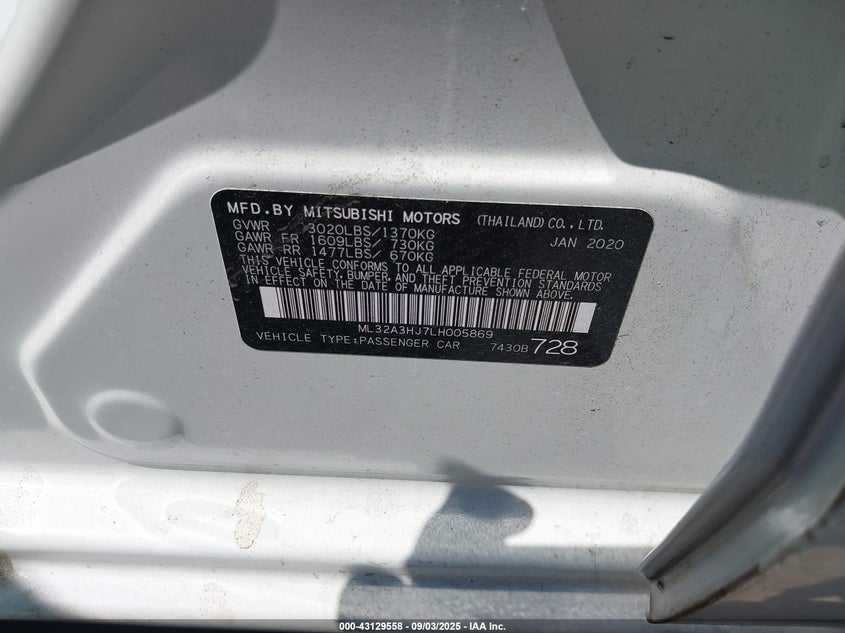 MFD.BY MITSUBISHI MOTORS (THAILAND)CO.,LTD.
GVWR 3020LBS/1370KG JAN 2020
GAWR FR 1609LBS/ 730KG
GAWR RR 1477LBS/ 670KG
THIS VEHICLE CONFORMS TO ALL APPLICABLE FEDERAL MOTOR
VEHICLE SAFETY, BUMPER, AND THEFT PREVENTION STANDARDS
IN EFFECT ON THE DATE OF MANUFACTURE SHOWN ABOVE.
ML32A3HJ7LH005869
VEHICLE TYPE:PASSENGER CAR 7430B 728
000-43129558 - 09/03/2025 - IAA Inc.